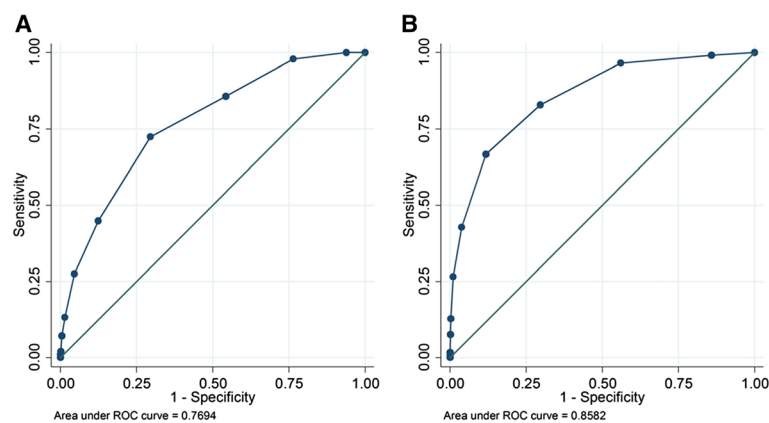 A
B
1.00
0.75
0.50
0.25
0.00
Sensitivity
0.00 0.25 0.50 0.75 1.00
1 - Specificity
Area under ROC curve = 0.7694
1.00
0.75
0.50
0.25
0.00
Sensitivity
0.00 0.25 0.50 0.75 1.00
1 - Specificity
Area under ROC curve = 0.8582